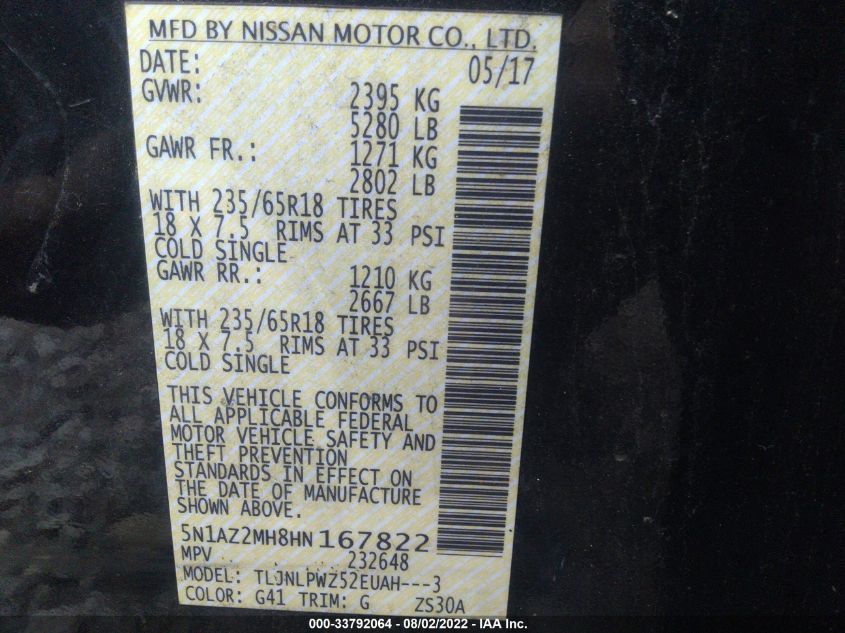 MFD BY NISSAN MOTOR CO., LTD.
DATE: 05/17
GVWR: 2395 KG
5280 LB
GAWR FR.: 1271 KG
2802 LB
WITH 235/65R18 TIRES
18 X 7.5 RIMS AT 33 PSI
COLD SINGLE
GAWR RR.: 1210 KG
2667 LB
WITH 235/65R18 TIRES
18 X 7.5 RIMS AT 33 PSI
COLD SINGLE
THIS VEHICLE CONFORMS TO
ALL APPLICABLE FEDERAL
MOTOR VEHICLE SAFETY AND
THEFT PREVENTION
STANDARDS IN EFFECT ON
THE DATE OF MANUFACTURE
SHOWN ABOVE.
5N1AZ2MH8HN167822
MPV 232648
MODEL: TLJNLPWZ52EUAH---3
COLOR: G41 TRIM: G ZS30A
000-33792064 - 08/02/2022 - IAA Inc.